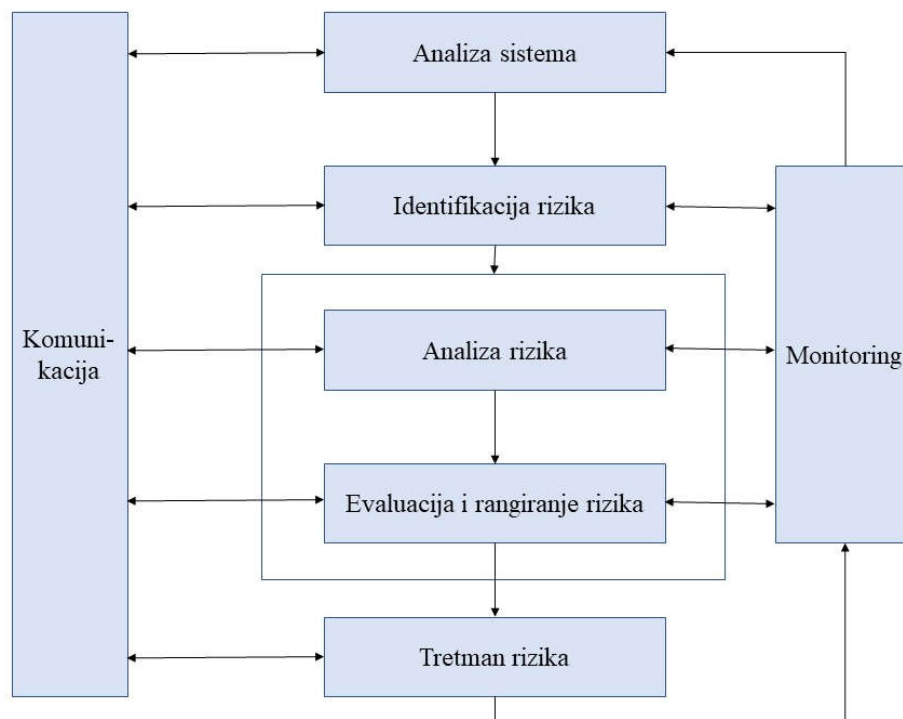 Analiza sistema
Identifikacija rizika
Komuni-
kacija
Analiza rizika
Monitoring
Evaluacija i rangiranje rizika
Tretman rizika